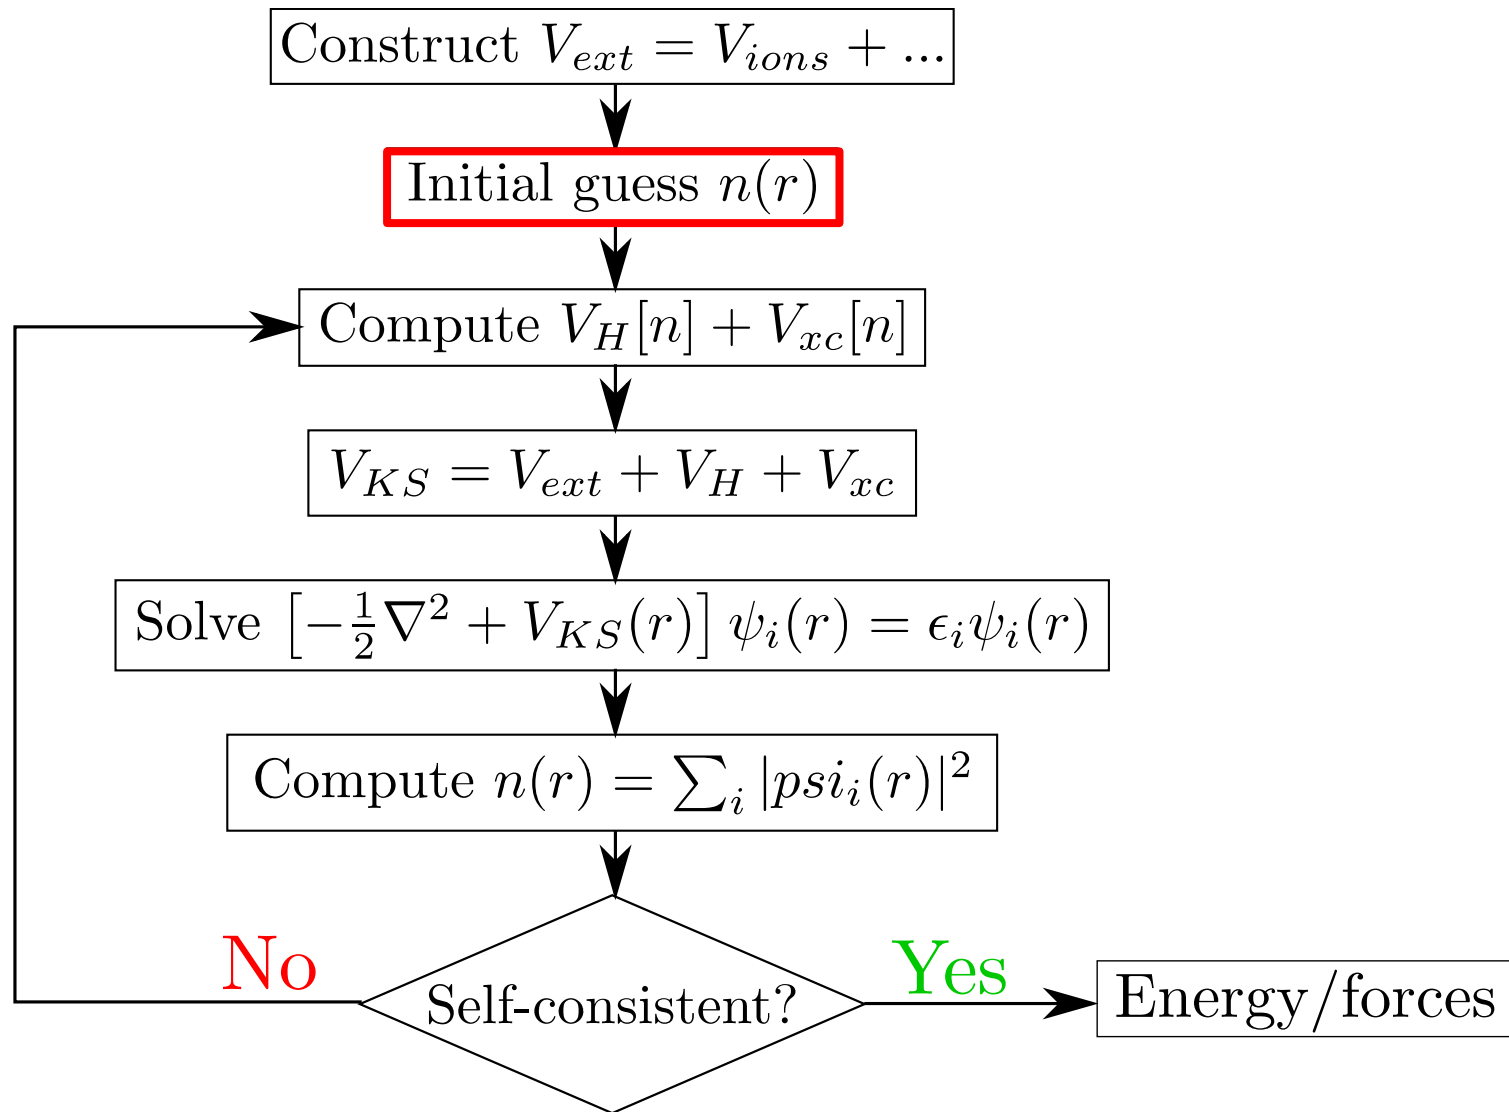 Construct $V_{ext} = V_{ions} + ...$
Initial guess $n(r)$
Compute $V_H[n] + V_{xc}[n]$
$V_{KS} = V_{ext} + V_H + V_{xc}$
Solve $\left[-\frac{1}{2}\nabla^2 + V_{KS}(r)\right]\psi_i(r) = \epsilon_i\psi_i(r)$
Compute $n(r) = \sum_i |psi_i(r)|^2$
No
Yes
Self-consistent?
Energy/forces